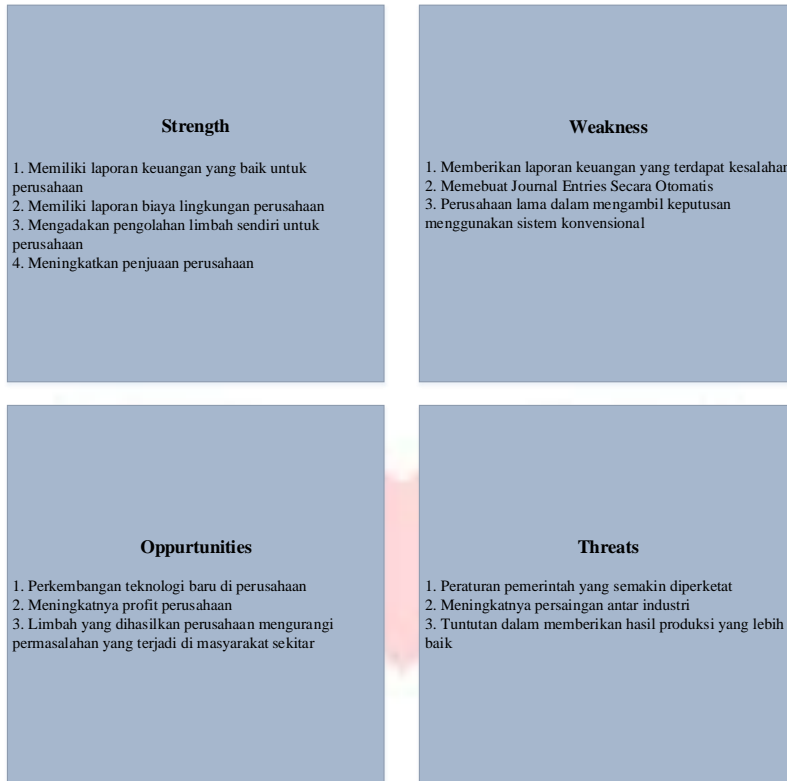 Strength
1. Memiliki laporan keuangan yang baik untuk
perusahaan
2. Memiliki laporan biaya lingkungan perusahaan
3. Mengadakan pengolahan limbah sendiri untuk
perusahaan
4. Meningkatkan penjuaan perusahaan
Weakness
1. Memberikan laporan keuangan yang terdapat kesalahan
2. Memebuat Journal Entries Secara Otomatis
3. Perusahaan lama dalam mengambil keputusan
menggunakan sistem konvensional
Oppurtunities
1. Perkembangan teknologi baru di perusahaan
2. Meningkatnya profit perusahaan
3. Limbah yang dihasilkan perusahaan mengurangi
permasalahan yang terjadi di masyarakat sekitar
Threats
1. Peraturan pemerintah yang semakin diperketat
2. Meningkatnya persaingan antar industri
3. Tuntutan dalam memberikan hasil produksi yang lebih
baik